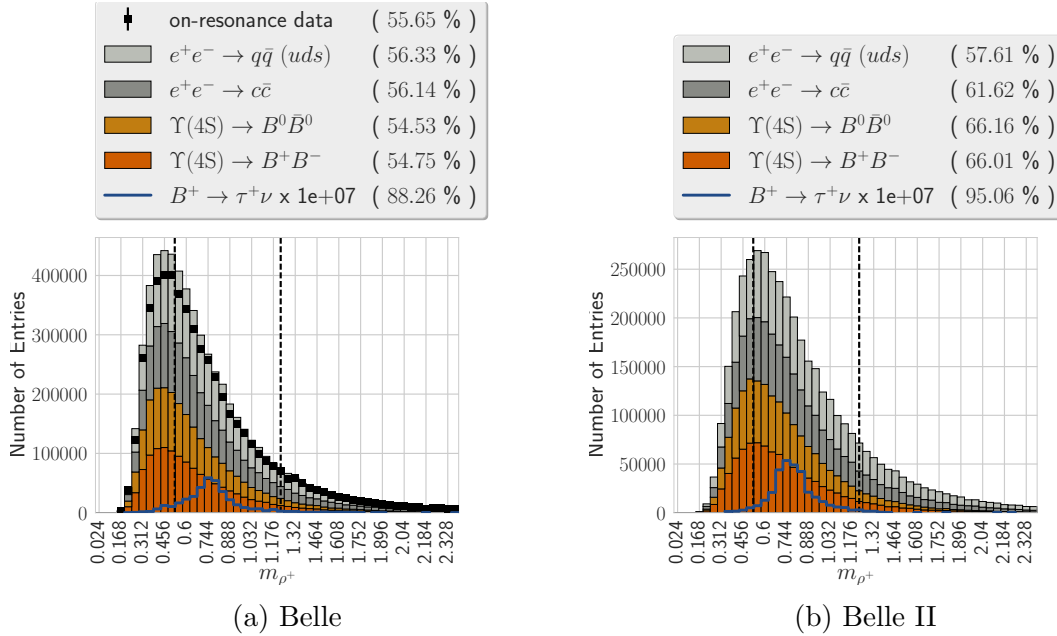 on-resonance data ( 55.65 % )
e⁺e⁻ → qq̄ (uds) ( 56.33 % )
e⁺e⁻ → cc̄ ( 56.14 % )
ϒ(4S) → B⁰B̄⁰ ( 54.53 % )
ϒ(4S) → B⁺B⁻ ( 54.75 % )
B⁺ → τ⁺ν x 1e+07 ( 88.26 % )
Number of Entries
400000
300000
200000
100000
0
0.024 0.168 0.312 0.456 0.6 0.744 0.888 1.032 1.176 1.32 1.464 1.608 1.752 1.896 2.04 2.184 2.328
m_ρ⁺
(a) Belle
e⁺e⁻ → qq̄ (uds) ( 57.61 % )
e⁺e⁻ → cc̄ ( 61.62 % )
ϒ(4S) → B⁰B̄⁰ ( 66.16 % )
ϒ(4S) → B⁺B⁻ ( 66.01 % )
B⁺ → τ⁺ν x 1e+07 ( 95.06 % )
Number of Entries
250000
200000
150000
100000
50000
0
0.024 0.168 0.312 0.456 0.6 0.744 0.888 1.032 1.176 1.32 1.464 1.608 1.752 1.896 2.04 2.184 2.328
m_ρ⁺
(b) Belle II